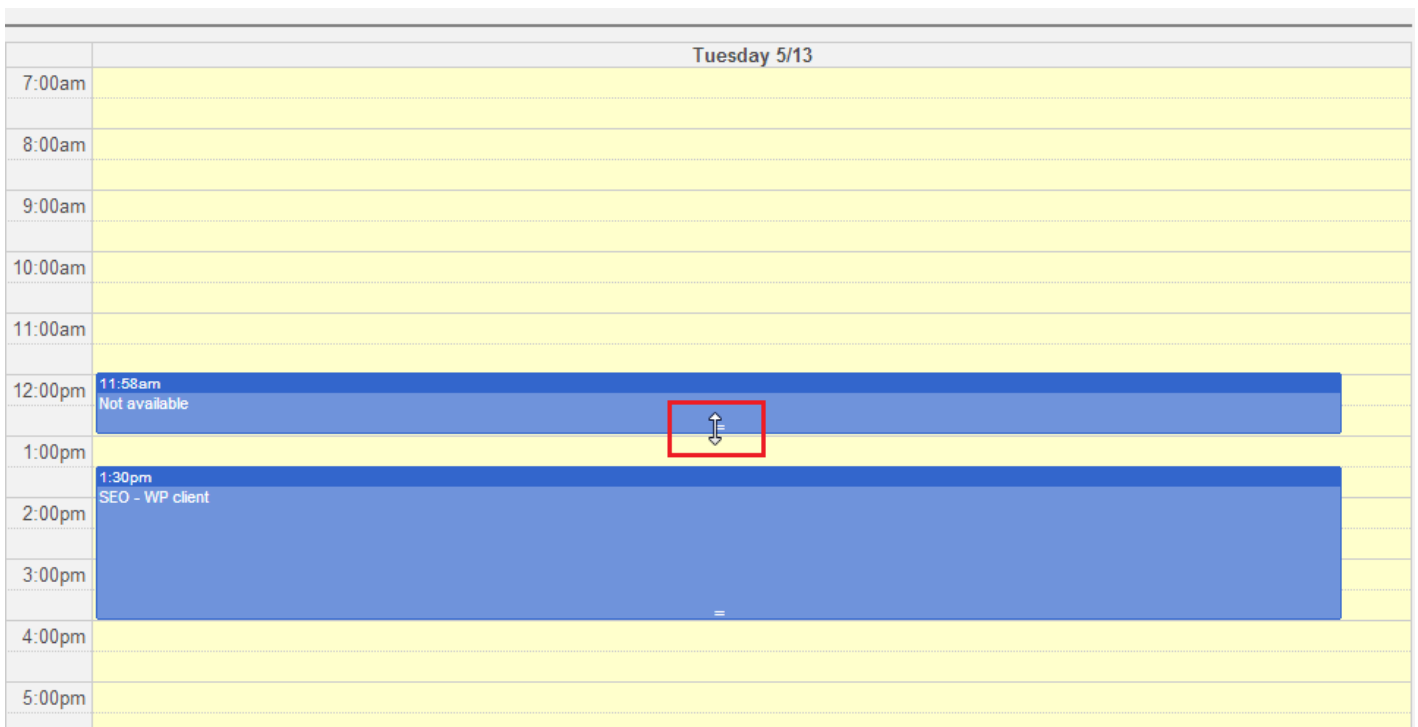 Tuesday 5/13
7:00am
8:00am
9:00am
10:00am
11:00am
12:00pm
11:58am
Not available
=
1:00pm
1:30pm
SEO - WP client
2:00pm
3:00pm
=
4:00pm
5:00pm